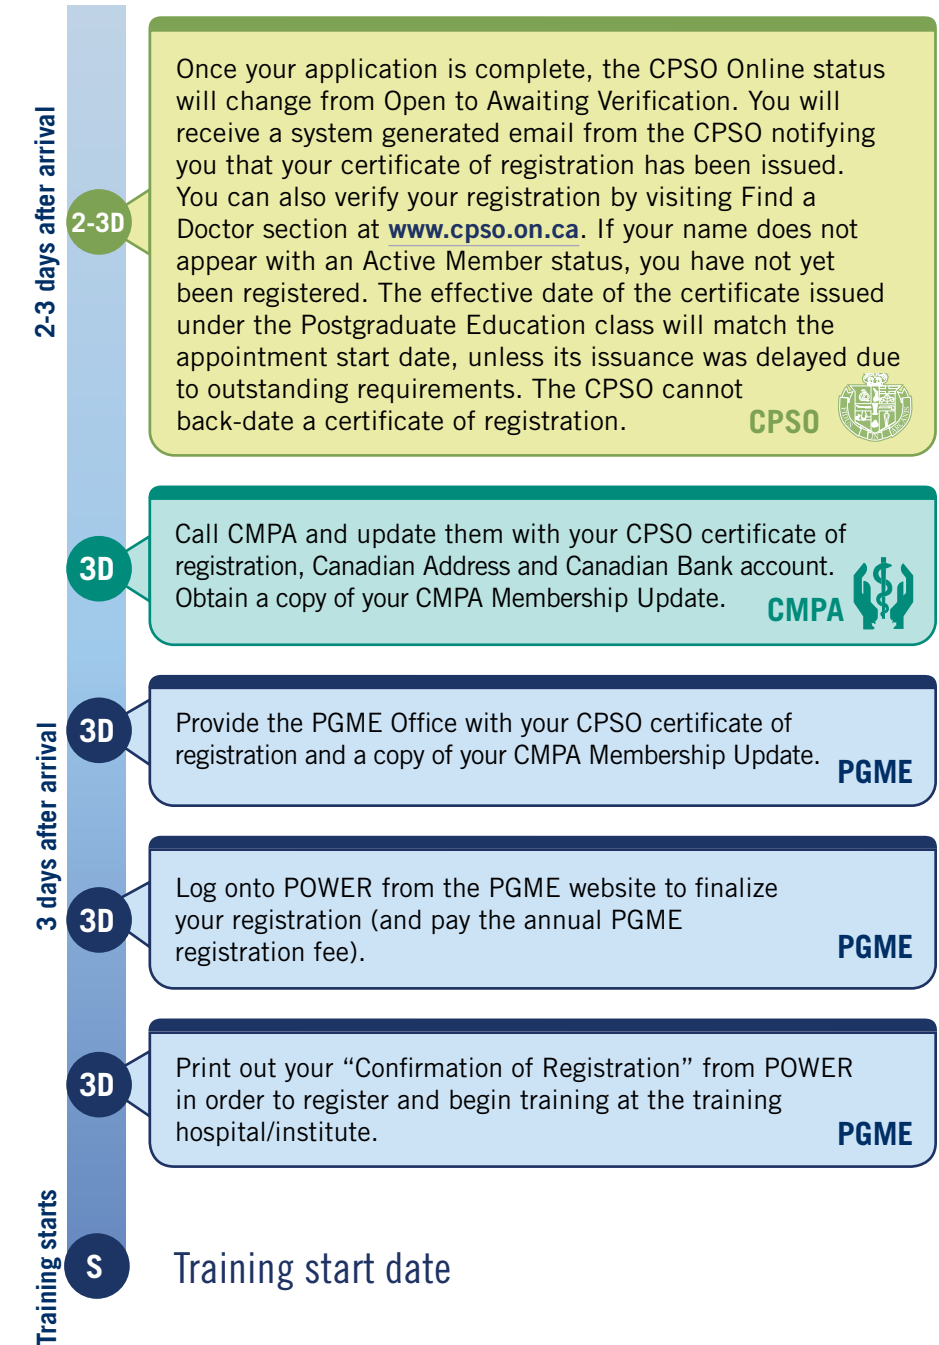 2-3 days after arrival
2-3D
Once your application is complete, the CPSO Online status
will change from Open to Awaiting Verification. You will
receive a system generated email from the CPSO notifying
you that your certificate of registration has been issued.
You can also verify your registration by visiting Find a
Doctor section at www.cpso.on.ca. If your name does not
appear with an Active Member status, you have not yet
been registered. The effective date of the certificate issued
under the Postgraduate Education class will match the
appointment start date, unless its issuance was delayed due
to outstanding requirements. The CPSO cannot
back-date a certificate of registration.
CPSO
3D
Call CMPA and update them with your CPSO certificate of
registration, Canadian Address and Canadian Bank account.
Obtain a copy of your CMPA Membership Update.
CMPA
3 days after arrival
3D
Provide the PGME Office with your CPSO certificate of
registration and a copy of your CMPA Membership Update.
PGME
3D
Log onto POWER from the PGME website to finalize
your registration (and pay the annual PGME
registration fee).
PGME
3D
Print out your “Confirmation of Registration” from POWER
in order to register and begin training at the training
hospital/institute.
PGME
Training starts
S
Training start date